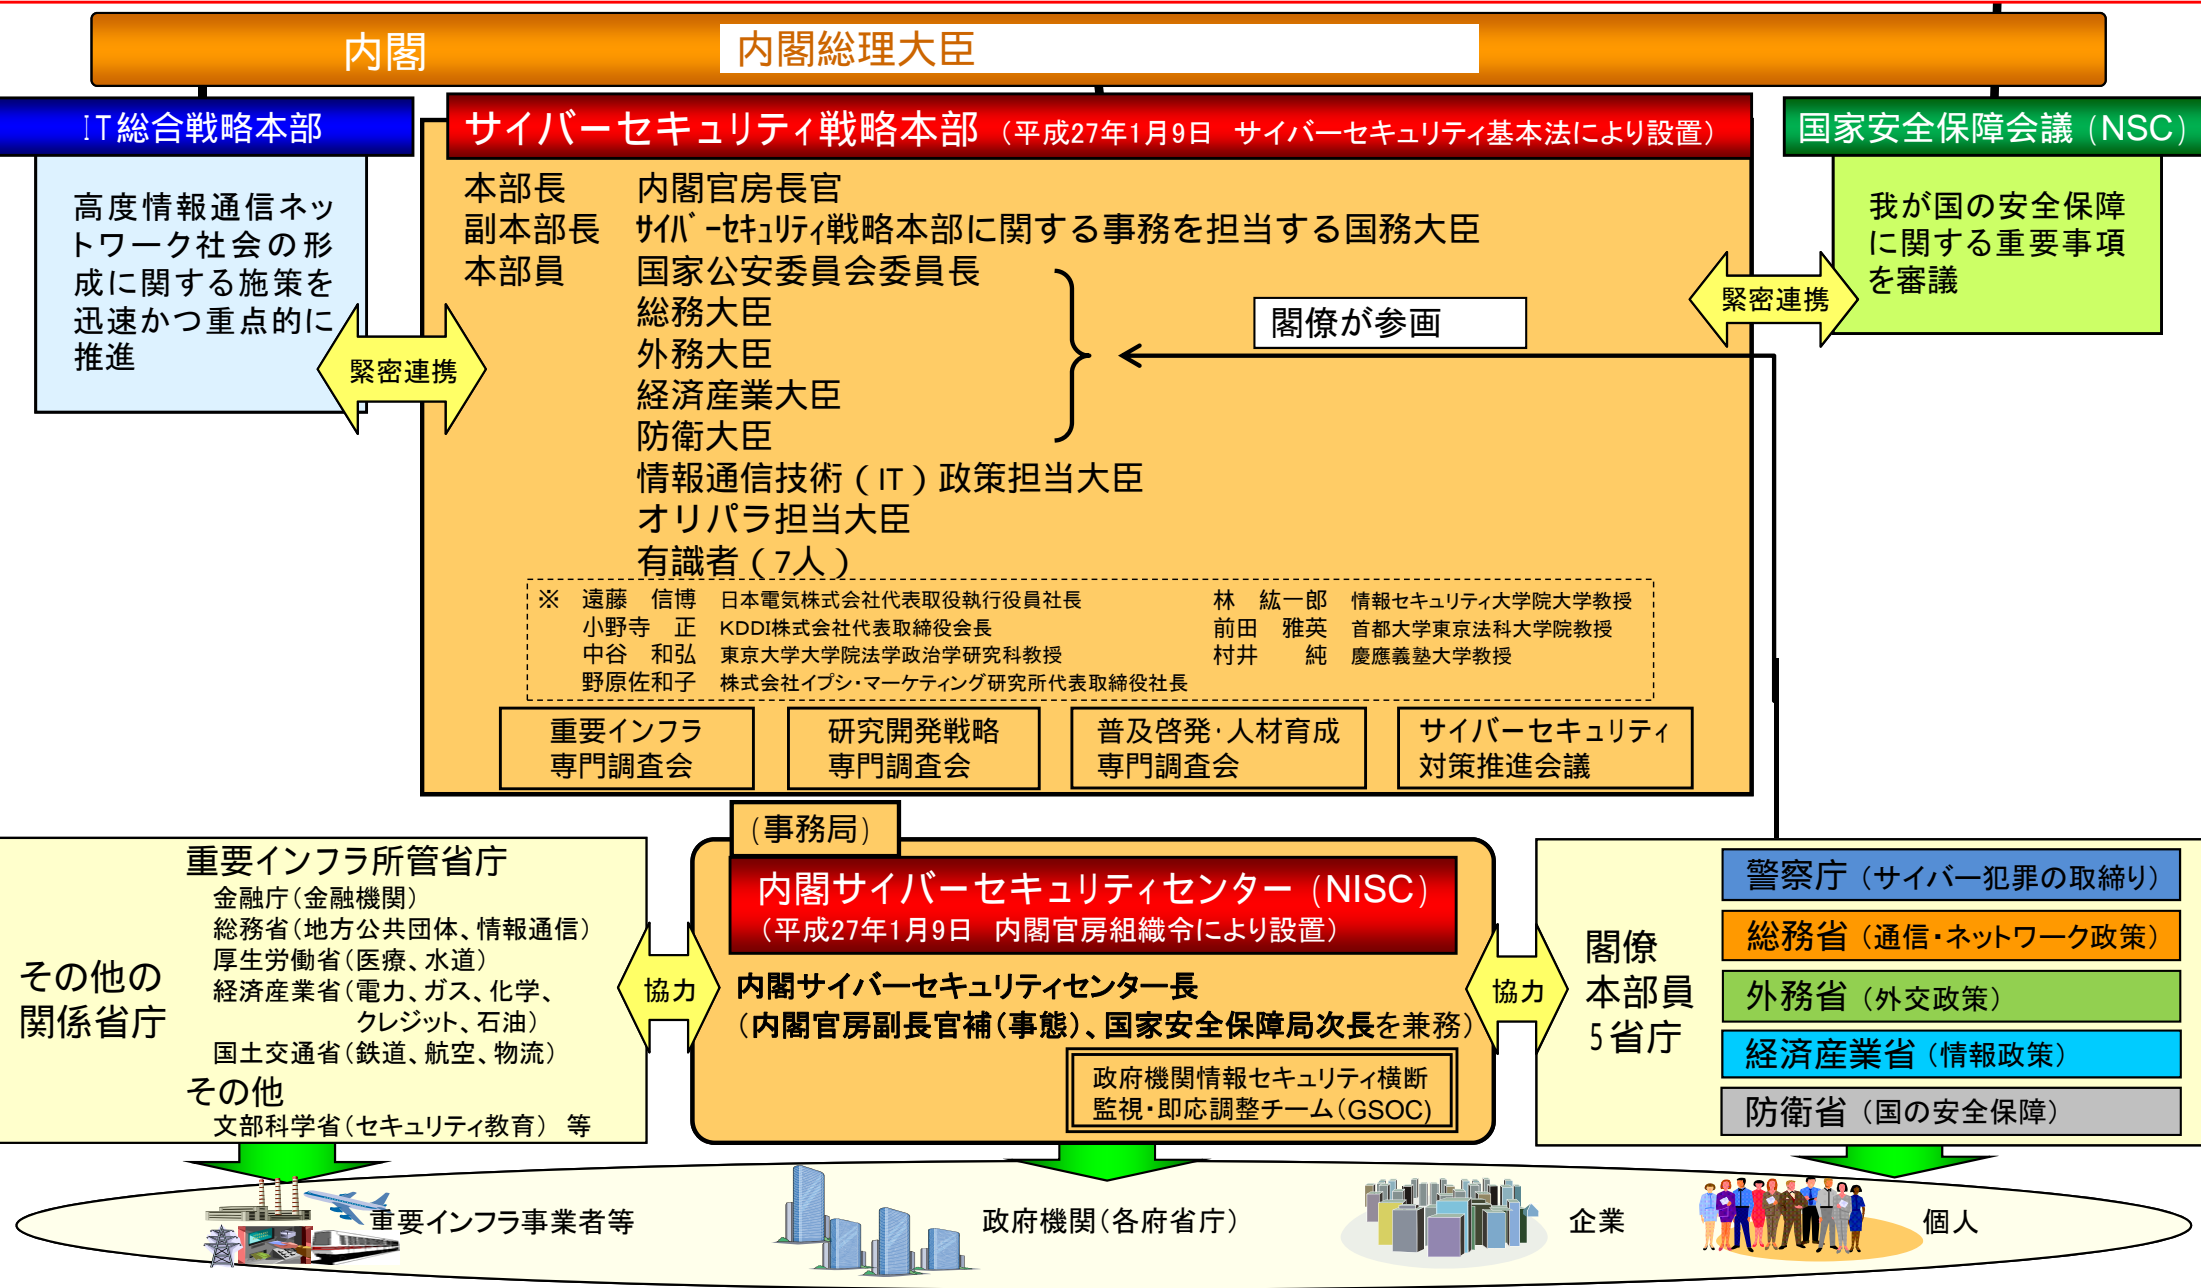 内閣 内閣総理大臣
IT総合戦略本部
高度情報通信ネッ
トワーク社会の形
成に関する施策を
迅速かつ重点的に
推進
緊密連携
サイバーセキュリティ戦略本部（平成27年1月9日 サイバーセキュリティ基本法により設置）
本部長 内閣官房長官
副本部長 ｻｲﾊﾞｰｾｷｭﾘﾃｨ戦略本部に関する事務を担当する国務大臣
本部員 国家公安委員会委員長
総務大臣
外務大臣
経済産業大臣
防衛大臣
情報通信技術（IT）政策担当大臣
オリパラ担当大臣
有識者（7人）
閣僚が参画
緊密連携
国家安全保障会議（NSC）
我が国の安全保障
に関する重要事項
を審議
※ 遠藤 信博 日本電気株式会社代表取役執行役員社長
小野寺 正 KDDI株式会社代表取締役会長
中谷 和弘 東京大学大学院法学政治学研究科教授
野原佐和子 株式会社イプシ・マーケティング研究所代表取締役社長
林 紘一郎 情報セキュリティ大学院大学教授
前田 雅英 首都大学東京法科大学院教授
村井 純 慶應義塾大学教授
重要インフラ
専門調査会
研究開発戦略
専門調査会
普及啓発・人材育成
専門調査会
サイバーセキュリティ
対策推進会議
その他の
関係省庁
重要インフラ所管省庁
金融庁（金融機関）
総務省（地方公共団体、情報通信）
厚生労働省（医療、水道）
経済産業省（電力、ガス、化学、
クレジット、石油）
国土交通省（鉄道、航空、物流）
その他
文部科学省（セキュリティ教育） 等
協力
（事務局）
内閣サイバーセキュリティセンター（NISC）
（平成27年1月9日 内閣官房組織令により設置）
内閣サイバーセキュリティセンター長
（内閣官房副長官補（事態）、国家安全保障局次長を兼務）
政府機関情報セキュリティ横断
監視・即応調整チーム（GSOC）
協力
閣僚
本部員
5省庁
警察庁（サイバー犯罪の取締り）
総務省（通信・ネットワーク政策）
外務省（外交政策）
経済産業省（情報政策）
防衛省（国の安全保障）
重要インフラ事業者等
政府機関（各府省庁）
企業
個人